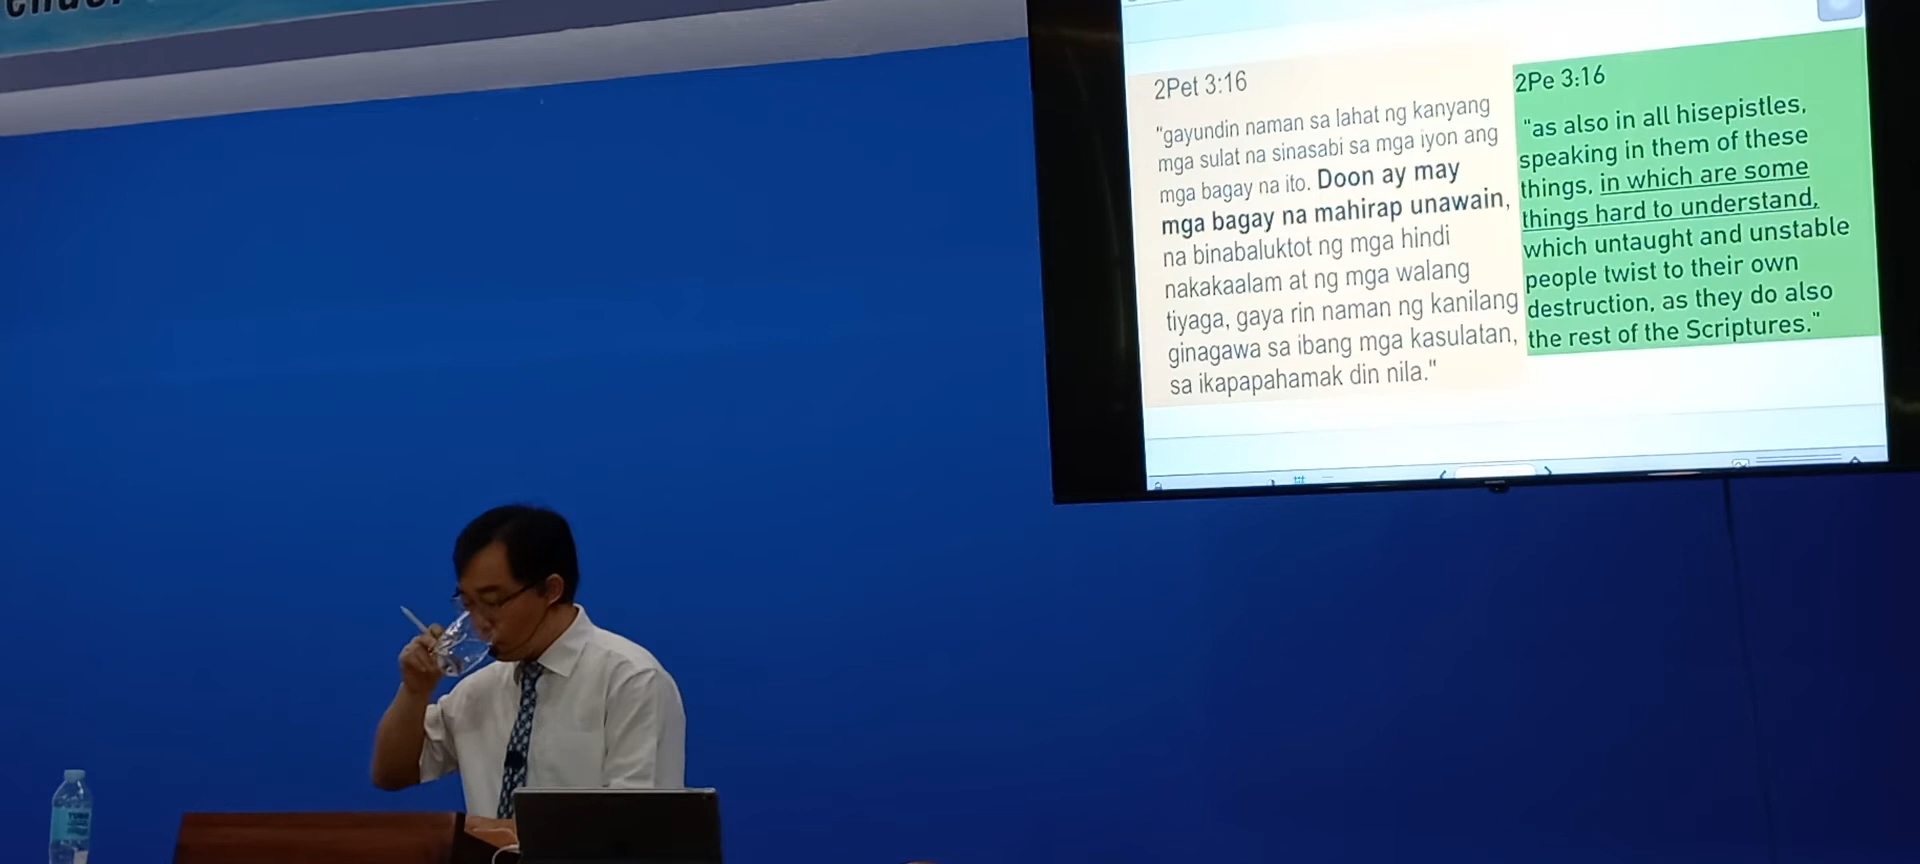 2Pet 3:16
"gayundin naman sa lahat ng kanyang
mga sulat na sinasabi sa mga iyon ang
mga bagay na ito. Doon ay may
mga bagay na mahirap unawain,
na binabaluktot ng mga hindi
nakakaalam at ng mga walang
tiyaga, gaya rin naman ng kanilang
ginagawa sa ibang mga kasulatan,
sa ikapapahamak din nila."
2Pe 3:16
"as also in all hisepistles,
speaking in them of these
things, in which are some
things hard to understand,
which untaught and unstable
people twist to their own
destruction, as they do also
the rest of the Scriptures."